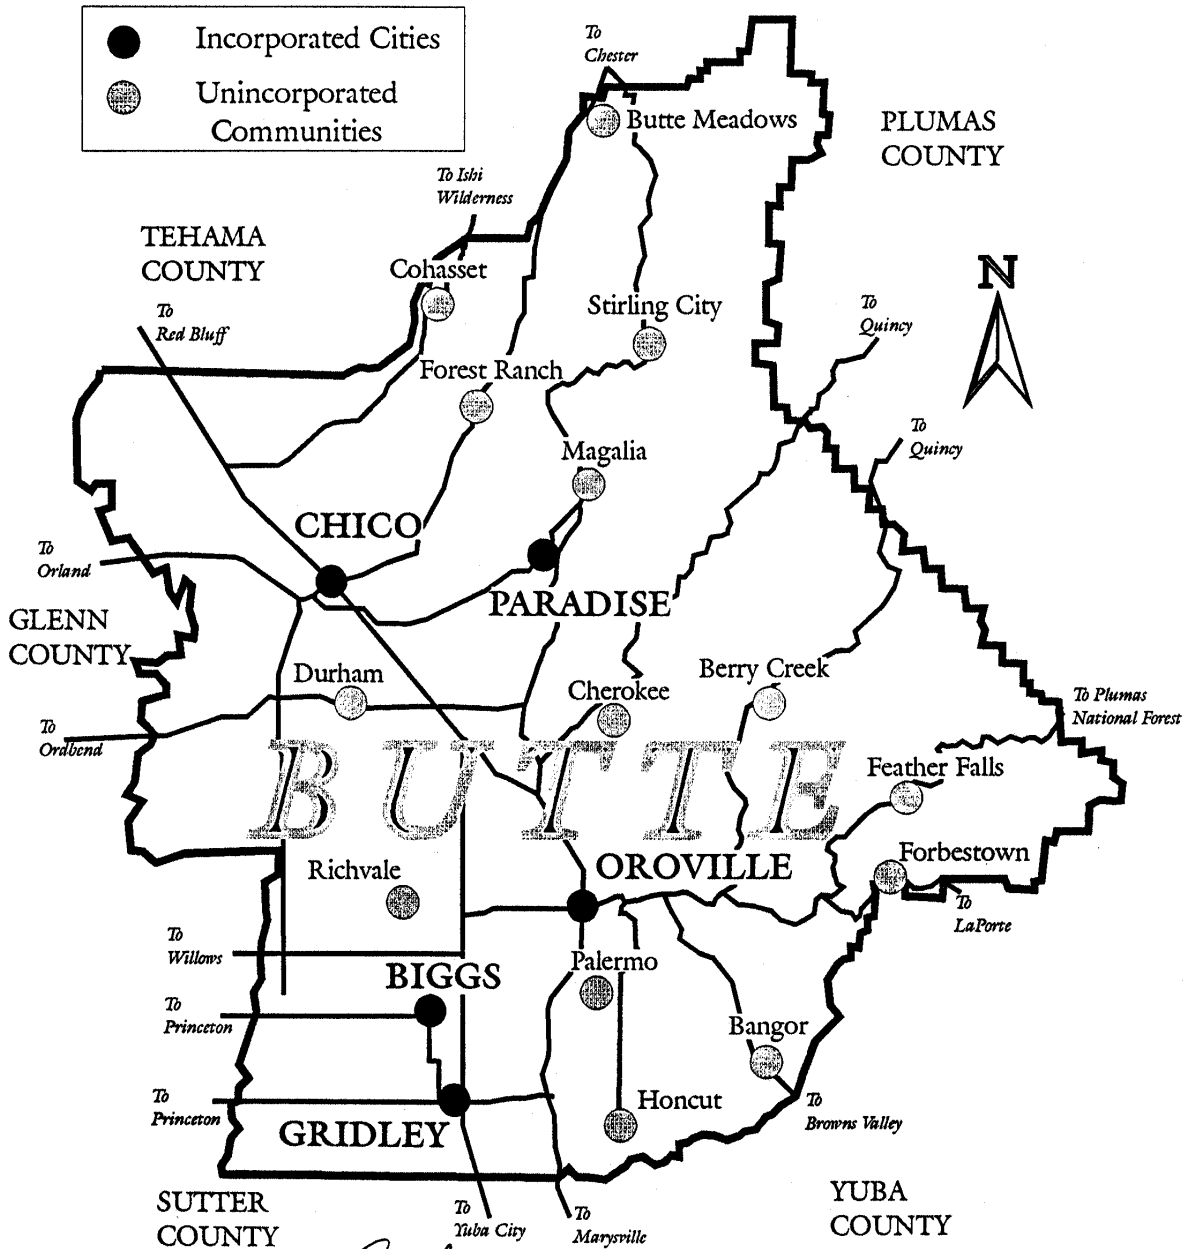 Incorporated Cities
Unincorporated
Communities
To
Chester
Butte Meadows
PLUMAS
COUNTY
To Ishi
Wilderness
TEHAMA
COUNTY
Cohasset
N
To
Red Bluff
Stirling City
To
Quincy
Forest Ranch
To
Quincy
Magalia
CHICO
To
Orland
PARADISE
GLENN
COUNTY
Durham
Cherokee
Berry Creek
To Plumas
National Forest
To
Ordbend
BUTTE
Feather Falls
Richvale
OROVILLE
Forbestown
To
LaPorte
To
Willows
BIGGS
Palermo
To
Princeton
Bangor
To
Princeton
Honcut
To
Browns Valley
GRIDLEY
SUTTER
COUNTY
To
Yuba City
To
Marysville
YUBA
COUNTY